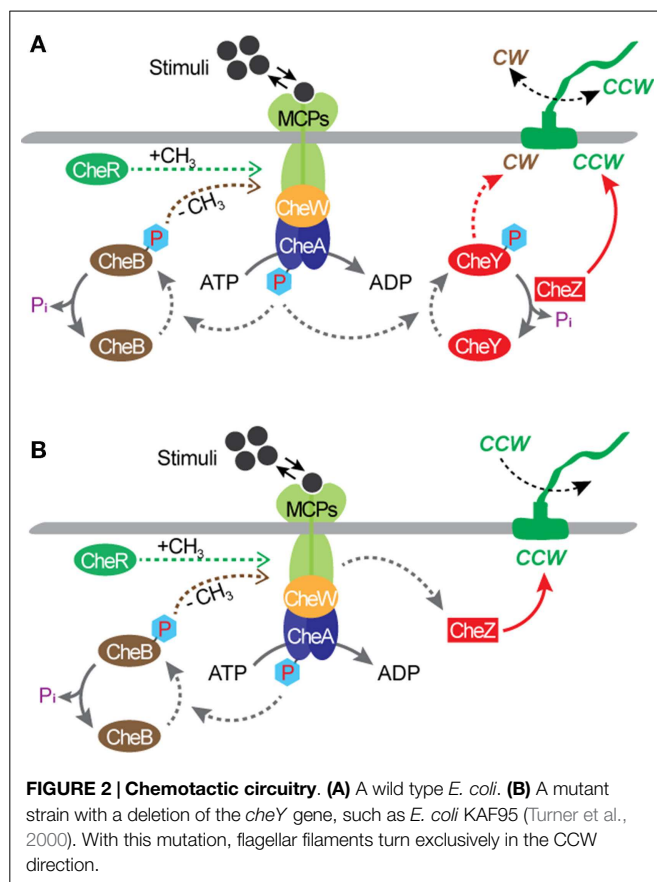 A
Stimuli
MCPs
CW
CCW
CheR
+CH3
- CH3
CW
CCW
CheW
P
CheB
CheA
ATP
P
ADP
P
CheY
CheZ
Pi
CheB
CheY
Pi
B
Stimuli
MCPs
CCW
CheR
+CH3
- CH3
CCW
CheW
P
CheB
CheA
CheZ
ATP
P
ADP
Pi
CheB
FIGURE 2 | Chemotactic circuitry. (A) A wild type E. coli. (B) A mutant
strain with a deletion of the cheY gene, such as E. coli KAF95 (Turner et al.,
2000). With this mutation, flagellar filaments turn exclusively in the CCW
direction.